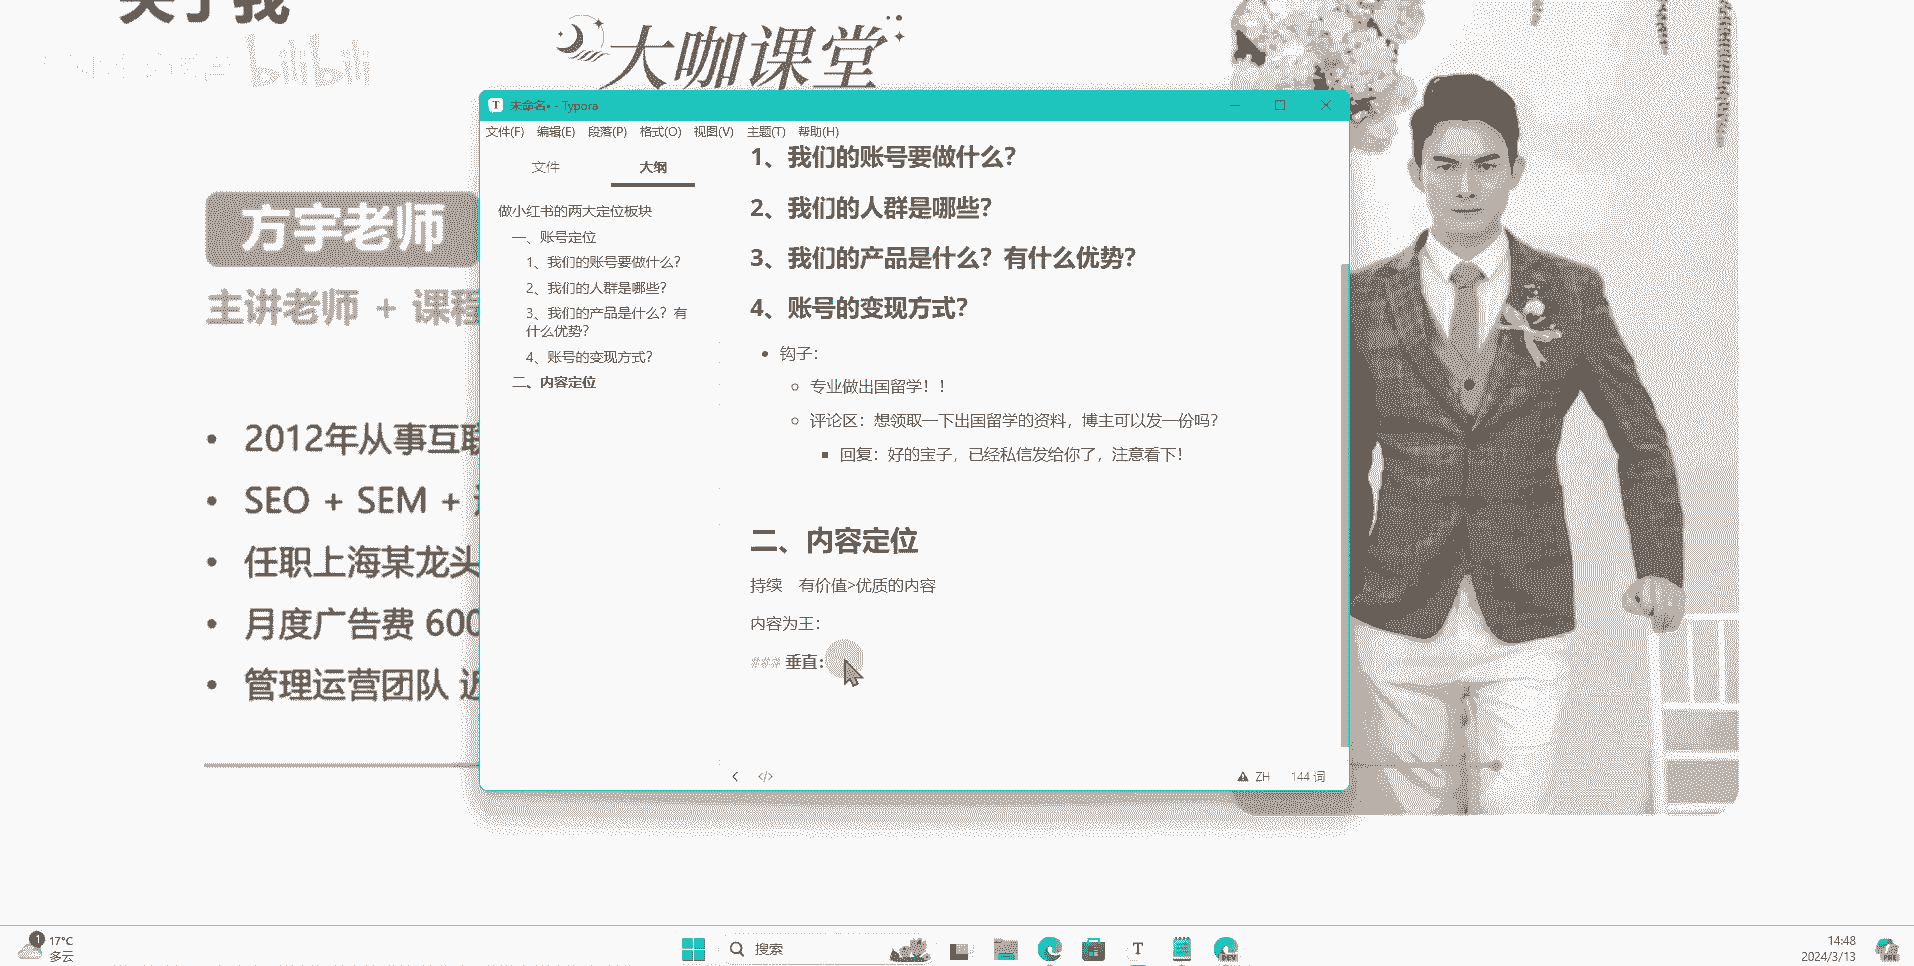 关于我
bilibili
大咖课堂
方宇老师
主讲老师 + 课程
2012年从事互联
SEO + SEM +
任职上海某龙头
月度广告费 600
管理运营团队 近
T 未命名• - Typora
文件(F) 编辑(E) 段落(P) 格式(O) 视图(V) 主题(T) 帮助(H)
文件 大纲
做小红书的两大定位板块
一、账号定位
1、我们的账号要做什么？
2、我们的人群是哪些？
3、我们的产品是什么？有
什么优势？
4、账号的变现方式？
二、内容定位
1、我们的账号要做什么？
2、我们的人群是哪些？
3、我们的产品是什么？有什么优势？
4、账号的变现方式？
钩子：
专业做出国留学！！
评论区：想领取一下出国留学的资料，博主可以发一份吗？
回复：好的宝子，已经私信发给你了，注意看下！
二、内容定位
持续 有价值>优质的内容
内容为王：
### 垂直：
</> ZH 144 词
1 17°C
多云
搜索
T
DEV
14:48
2024/3/13
PRE